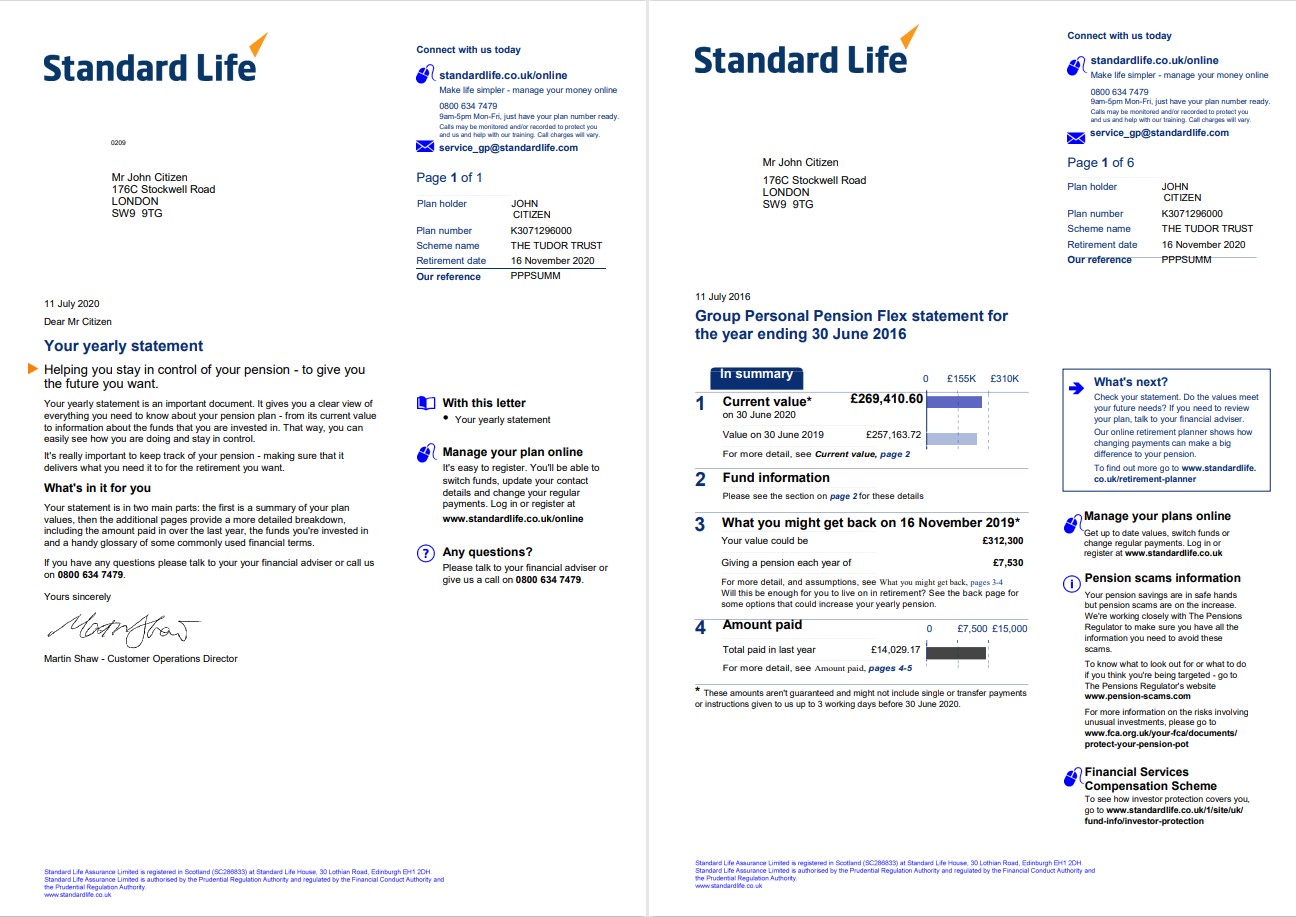 Standard Life
Connect with us today
standardlife.co.uk/online
Make life simpler - manage your money online
0800 634 7479
9am-5pm Mon-Fri, just have your plan number ready.
Calls may be monitored and/or recorded to protect you
and us and help with our training. Call charges will vary.
service_gp@standardlife.com
0209
Mr John Citizen
176C Stockwell Road
LONDON
SW9 9TG
Page 1 of 1
Plan holder JOHN
CITIZEN
Plan number K3071296000
Scheme name THE TUDOR TRUST
Retirement date 16 November 2020
Our reference PPPSUMM
11 July 2020
Dear Mr Citizen
Your yearly statement
Helping you stay in control of your pension - to give you
the future you want.
Your yearly statement is an important document. It gives you a clear view of
everything you need to know about your pension plan - from its current value
to information about the funds that you are invested in. That way, you can
easily see how you are doing and stay in control.
It's really important to keep track of your pension - making sure that it
delivers what you need it to for the retirement you want.
What's in it for you
Your statement is in two main parts: the first is a summary of your plan
values, then the additional pages provide a more detailed breakdown,
including the amount paid in over the last year, the funds you're invested in
and a handy glossary of some commonly used financial terms.
If you have any questions please talk to your your financial adviser or call us
on 0800 634 7479.
Yours sincerely
Martin Shaw - Customer Operations Director
With this letter
• Your yearly statement
Manage your plan online
It's easy to register. You'll be able to
switch funds, update your contact
details and change your regular
payments. Log in or register at
www.standardlife.co.uk/online
? Any questions?
Please talk to your financial adviser or
give us a call on 0800 634 7479.
Standard Life Assurance Limited is registered in Scotland (SC286833) at Standard Life House, 30 Lothian Road, Edinburgh EH1 2DH.
Standard Life Assurance Limited is authorised by the Prudential Regulation Authority and regulated by the Financial Conduct Authority and
the Prudential Regulation Authority.
www.standardlife.co.uk
Standard Life
Connect with us today
standardlife.co.uk/online
Make life simpler - manage your money online
0800 634 7479
9am-5pm Mon-Fri, just have your plan number ready.
Calls may be monitored and/or recorded to protect you
and us and help with our training. Call charges will vary.
service_gp@standardlife.com
Mr John Citizen
176C Stockwell Road
LONDON
SW9 9TG
Page 1 of 6
Plan holder JOHN
CITIZEN
Plan number K3071296000
Scheme name THE TUDOR TRUST
Retirement date 16 November 2020
Our reference PPPSUMM
11 July 2016
Group Personal Pension Flex statement for
the year ending 30 June 2016
In summary
0 £155K £310K
1 Current value* £269,410.60
on 30 June 2020
Value on 30 June 2019 £257,163.72
For more detail, see Current value, page 2
2 Fund information
Please see the section on page 2 for these details
3 What you might get back on 16 November 2019*
Your value could be £312,300
Giving a pension each year of £7,530
For more detail, and assumptions, see What you might get back, pages 3-4
Will this be enough for you to live on in retirement? See the back page for
some options that could increase your yearly pension.
4 Amount paid 0 £7,500 £15,000
Total paid in last year £14,029.17
For more detail, see Amount paid, pages 4-5
* These amounts aren't guaranteed and might not include single or transfer payments
or instructions given to us up to 3 working days before 30 June 2020.
What's next?
Check your statement. Do the values meet
your future needs? If you need to review
your plan, talk to your financial adviser.
Our online retirement planner shows how
changing payments can make a big
difference to your pension.
To find out more go to www.standardlife.
co.uk/retirement-planner
Manage your plans online
Get up to date values, switch funds or
change regular payments. Log in or
register at www.standardlife.co.uk
i Pension scams information
Your pension savings are in safe hands
but pension scams are on the increase.
We're working closely with The Pensions
Regulator to make sure you have all the
information you need to avoid these
scams.
To know what to look out for or what to do
if you think you're being targeted - go to
The Pensions Regulator's website
www.pension-scams.com
For more information on the risks involving
unusual investments, please go to
www.fca.org.uk/your-fca/documents/
protect-your-pension-pot
Financial Services
Compensation Scheme
To see how investor protection covers you,
go to www.standardlife.co.uk/1/site/uk/
fund-info/investor-protection
Standard Life Assurance Limited is registered in Scotland (SC286833) at Standard Life House, 30 Lothian Road, Edinburgh EH1 2DH.
Standard Life Assurance Limited is authorised by the Prudential Regulation Authority and regulated by the Financial Conduct Authority and
the Prudential Regulation Authority.
www.standardlife.co.uk